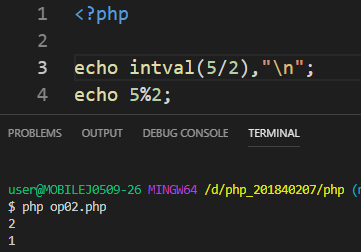 1 <?php
2
3 echo intval(5/2),"\n";
4 echo 5%2;
PROBLEMS OUTPUT DEBUG CONSOLE TERMINAL
user@MOBILEJ0509-26 MINGW64 /d/php_201840207/php (
$ php op02.php
2
1